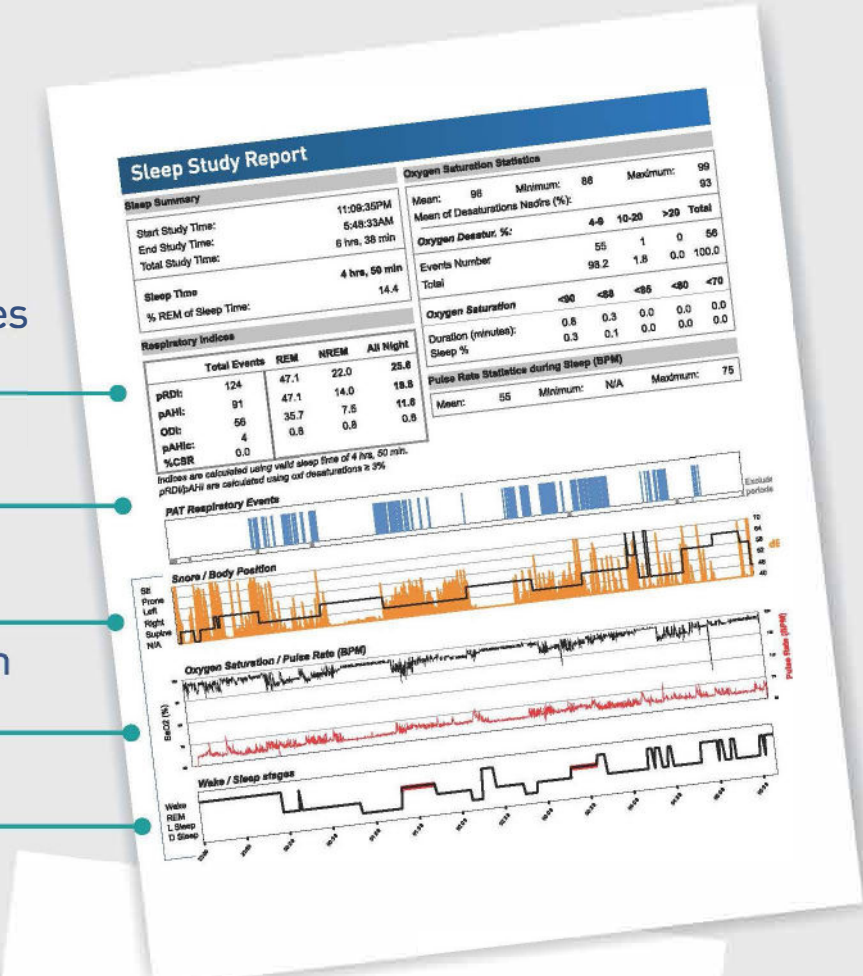 es
n
Sleep Study Report
Sleep Summary
Start Study Time: 11:09:35PM
End Study Time: 5:48:33AM
Total Study Time: 6 hrs, 38 min
Sleep Time 4 hrs, 50 min
% REM of Sleep Time: 14.4
Oxygen Saturation Statistics
Mean: 96 Minimum: 88 Maximum: 99
Mean of Desaturations Nadirs (%): 93
Oxygen Desatur. %: 4-9 10-20 >20 Total
Events Number 55 1 0 56
Total 98.2 1.8 0.0 100.0
Oxygen Saturation <90 <88 <85 <80 <70
Duration (minutes): 0.8 0.3 0.0 0.0 0.0
Sleep % 0.3 0.1 0.0 0.0 0.0
Respiratory Indices
Total Events REM NREM All Night
pRDI: 124 47.1 22.0 25.6
pAHI: 91 47.1 14.0 18.8
ODI: 56 35.7 7.5 11.6
pAHIc: 4 0.8 0.8
%CSR 0.0
Indices are calculated using valid sleep time of 4 hrs, 50 min.
pRDI/pAHI are calculated using oxi desaturations ≥ 3%
Pulse Rate Statistics during Sleep (BPM)
Mean: 55 Minimum: N/A Maximum: 75
PAT Respiratory Events
Exclude
periods
Snore / Body Position
Sit
Prone
Left
Right
Supine
N/A
70
64
58
52
46
40
Oxygen Saturation / Pulse Rate (BPM)
SaO2 (%)
Pulse Rate (BPM)
Wake / Sleep stages
Wake
REM
L Sleep
D Sleep